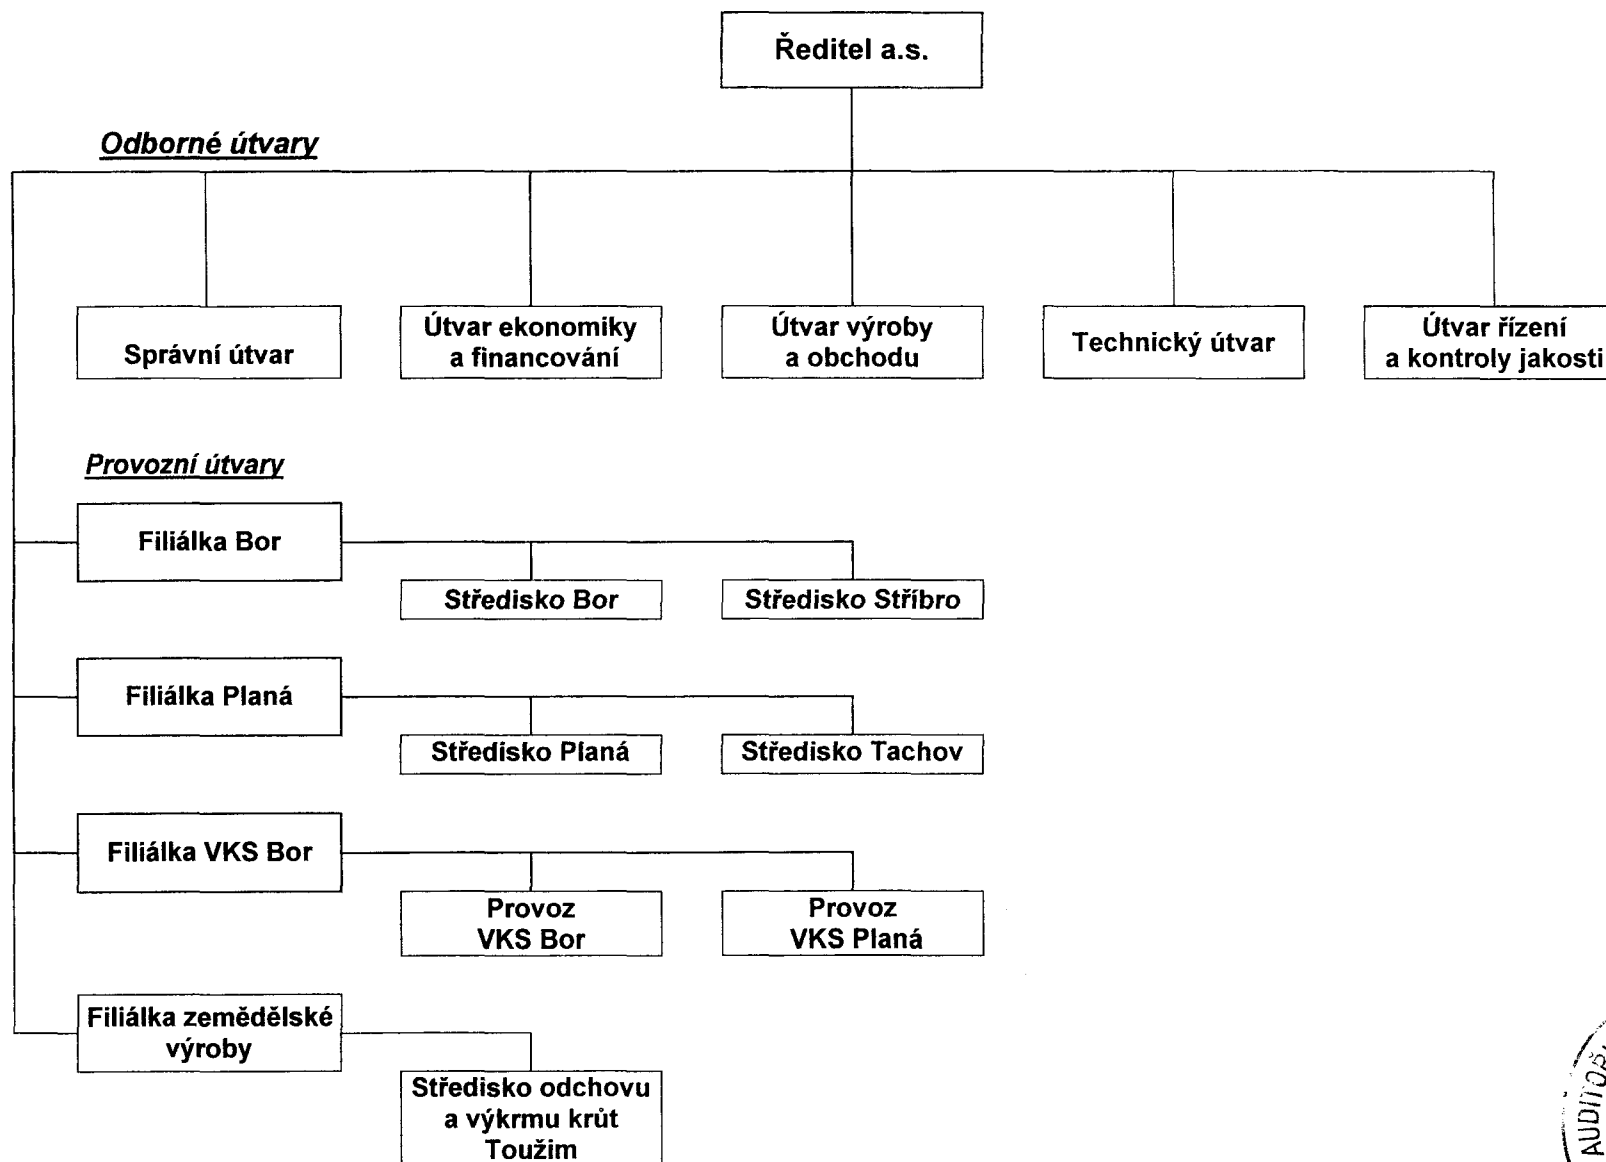 Ředitel a.s.
Odborné útvary
Správní útvar
Útvar ekonomiky
a financování
Útvar výroby
a obchodu
Technický útvar
Útvar řízení
a kontroly jakosti
Provozní útvary
Filiálka Bor
Středisko Bor
Středisko Stříbro
Filiálka Planá
Středisko Planá
Středisko Tachov
Filiálka VKS Bor
Provoz
VKS Bor
Provoz
VKS Planá
Filiálka zemědělské
výroby
Středisko odchovu
a výkrmu krůt
Toužim